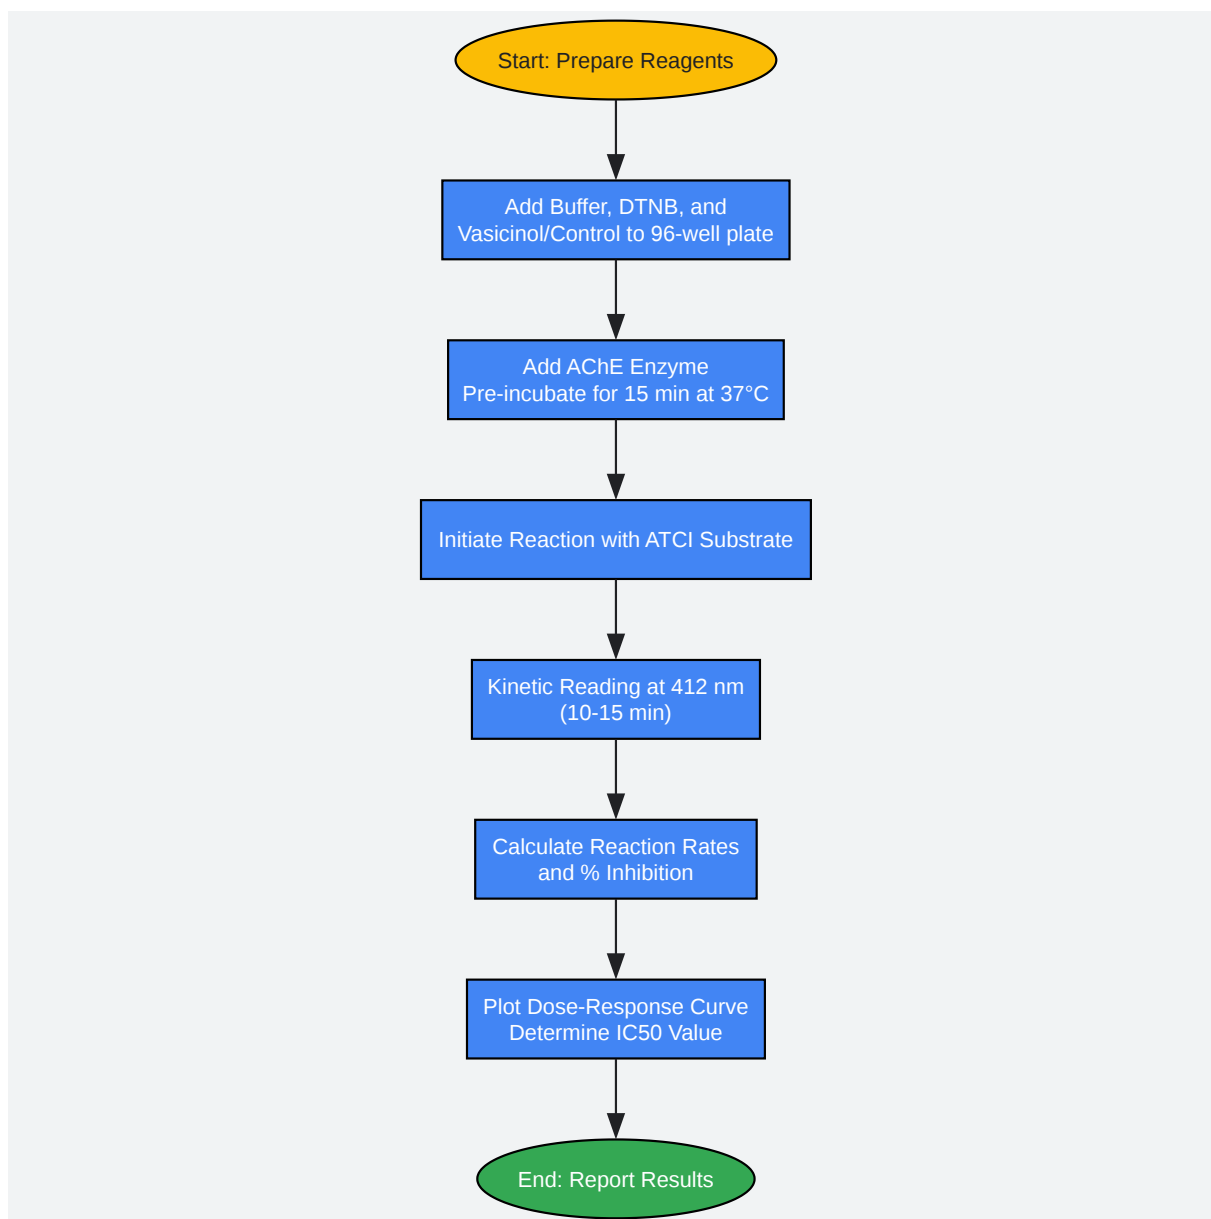 Start: Prepare Reagents
Add Buffer, DTNB, and
Vasicinol/Control to 96-well plate
Add AChE Enzyme
Pre-incubate for 15 min at 37°C
Initiate Reaction with ATCI Substrate
Kinetic Reading at 412 nm
(10-15 min)
Calculate Reaction Rates
and % Inhibition
Plot Dose-Response Curve
Determine IC50 Value
End: Report Results